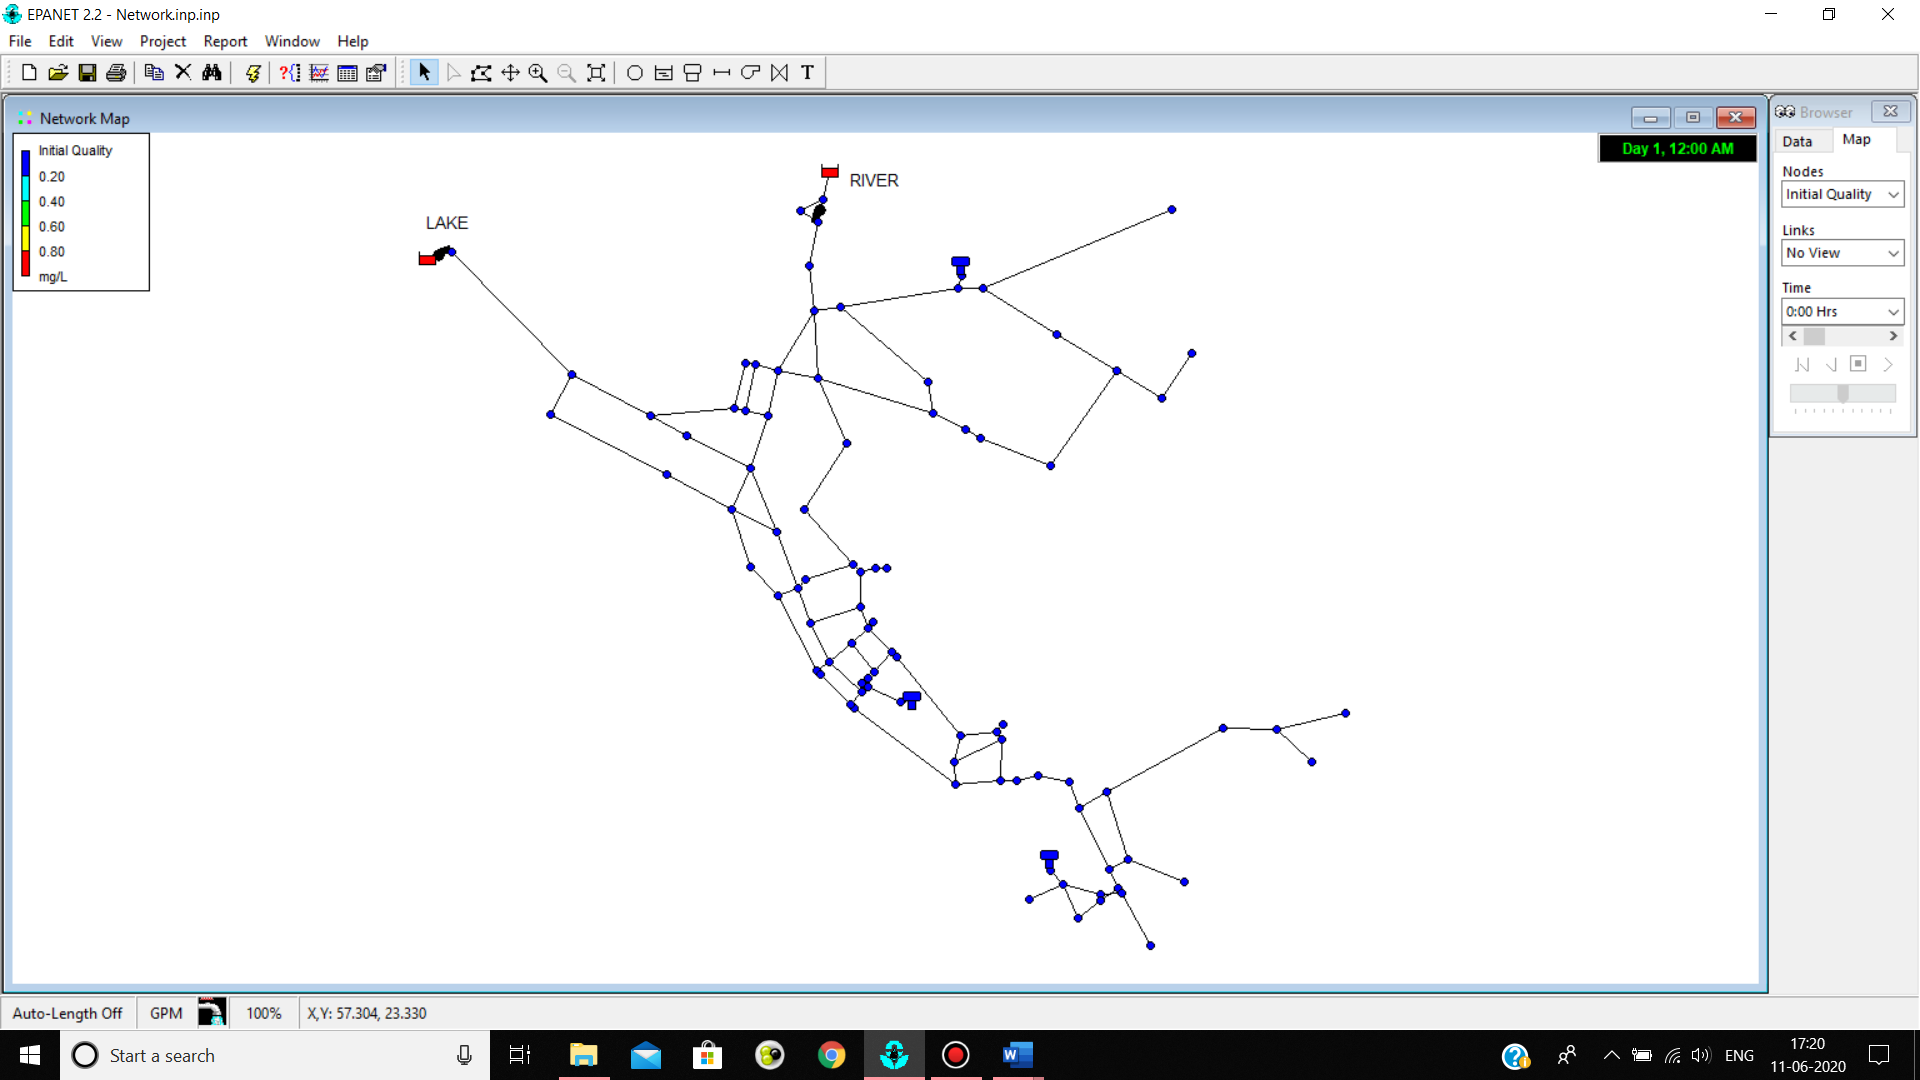 EPANET 2.2 - Network.inp.inp
File Edit View Project Report Window Help
T
Network Map
Browser
Data Map
Day 1, 12:00 AM
Initial Quality
0.20
0.40
0.60
0.80
mg/L
LAKE
RIVER
Nodes
Initial Quality
Links
No View
Time
0:00 Hrs
Auto-Length Off GPM 100% X,Y: 57.304, 23.330
Start a search
ENG
17:20
11-06-2020